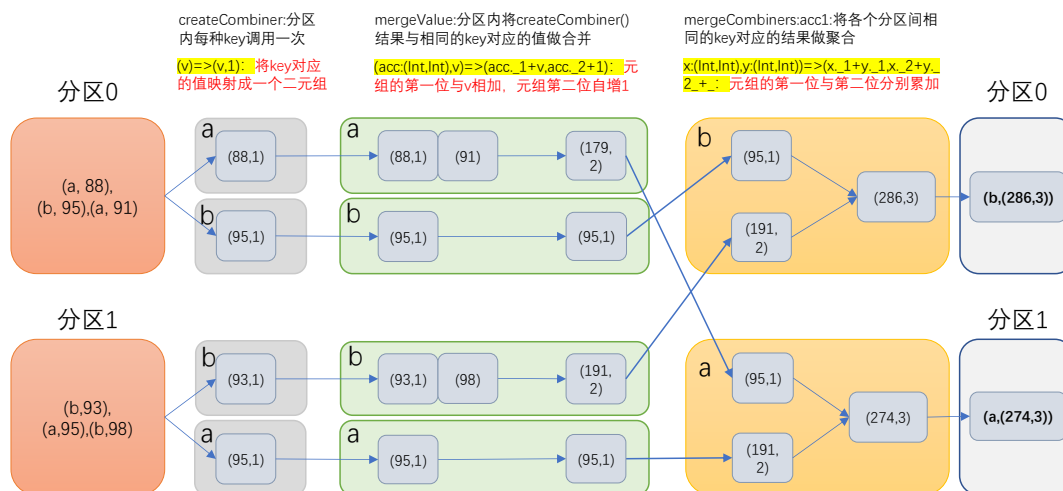 createCombiner:分区
内每种key调用一次
(v)=>(v,1)：将key对应
的值映射成一个二元组
mergeValue:分区内将createCombiner()
结果与相同的key对应的值做合并
(acc:(Int,Int),v)=>(acc._1+v,acc._2+1)：元
组的第一位与v相加，元组第二位自增1
mergeCombiners:acc1:将各个分区间相
同的key对应的结果做聚合
x:(Int,Int),y:(Int,Int))=>(x._1+y._1,x._2+y._
2_+_：元组的第一位与第二位分别累加
分区0
分区0
(a, 88),
(b, 95),(a, 91)
a
(88,1)
b
(95,1)
a
(88,1)
(91)
(179,
2)
b
(95,1)
(95,1)
b
(95,1)
(191,
2)
(286,3)
(b,(286,3))
分区1
分区1
(b,93),
(a,95),(b,98)
b
(93,1)
a
(95,1)
b
(93,1)
(98)
(191,
2)
a
(95,1)
(95,1)
a
(95,1)
(191,
2)
(274,3)
(a,(274,3))